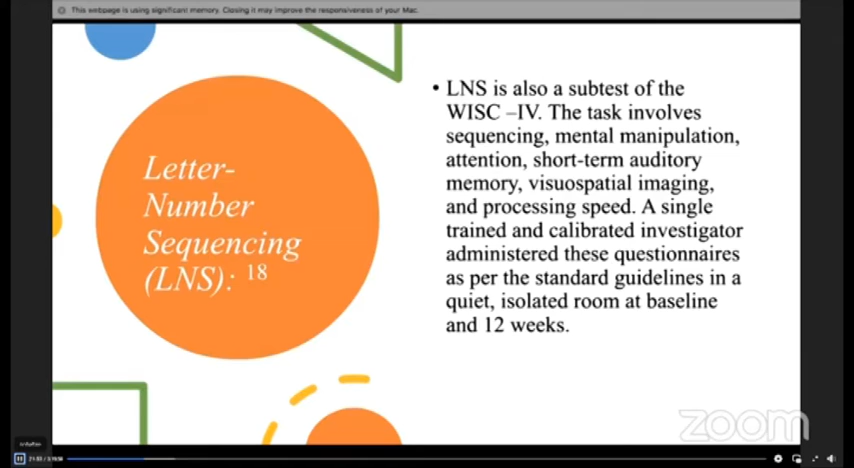 This webpage is using significant memory. Closing it may improve the responsiveness of your Mac.
Letter-
Number
Sequencing
(LNS): 18
• LNS is also a subtest of the
WISC –IV. The task involves
sequencing, mental manipulation,
attention, short-term auditory
memory, visuospatial imaging,
and processing speed. A single
trained and calibrated investigator
administered these questionnaires
as per the standard guidelines in a
quiet, isolated room at baseline
and 12 weeks.
zoom